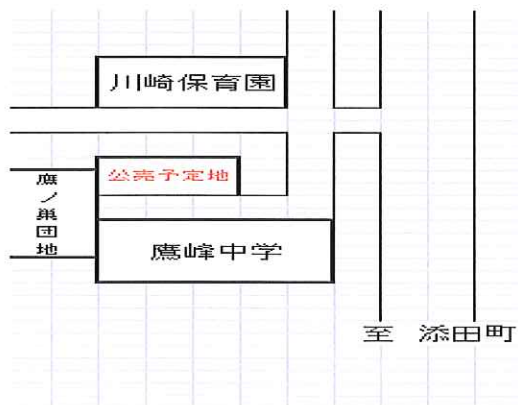 川崎保育園
公売予定地
鷹ノ巣団地
鷹峰中学
至 添田町